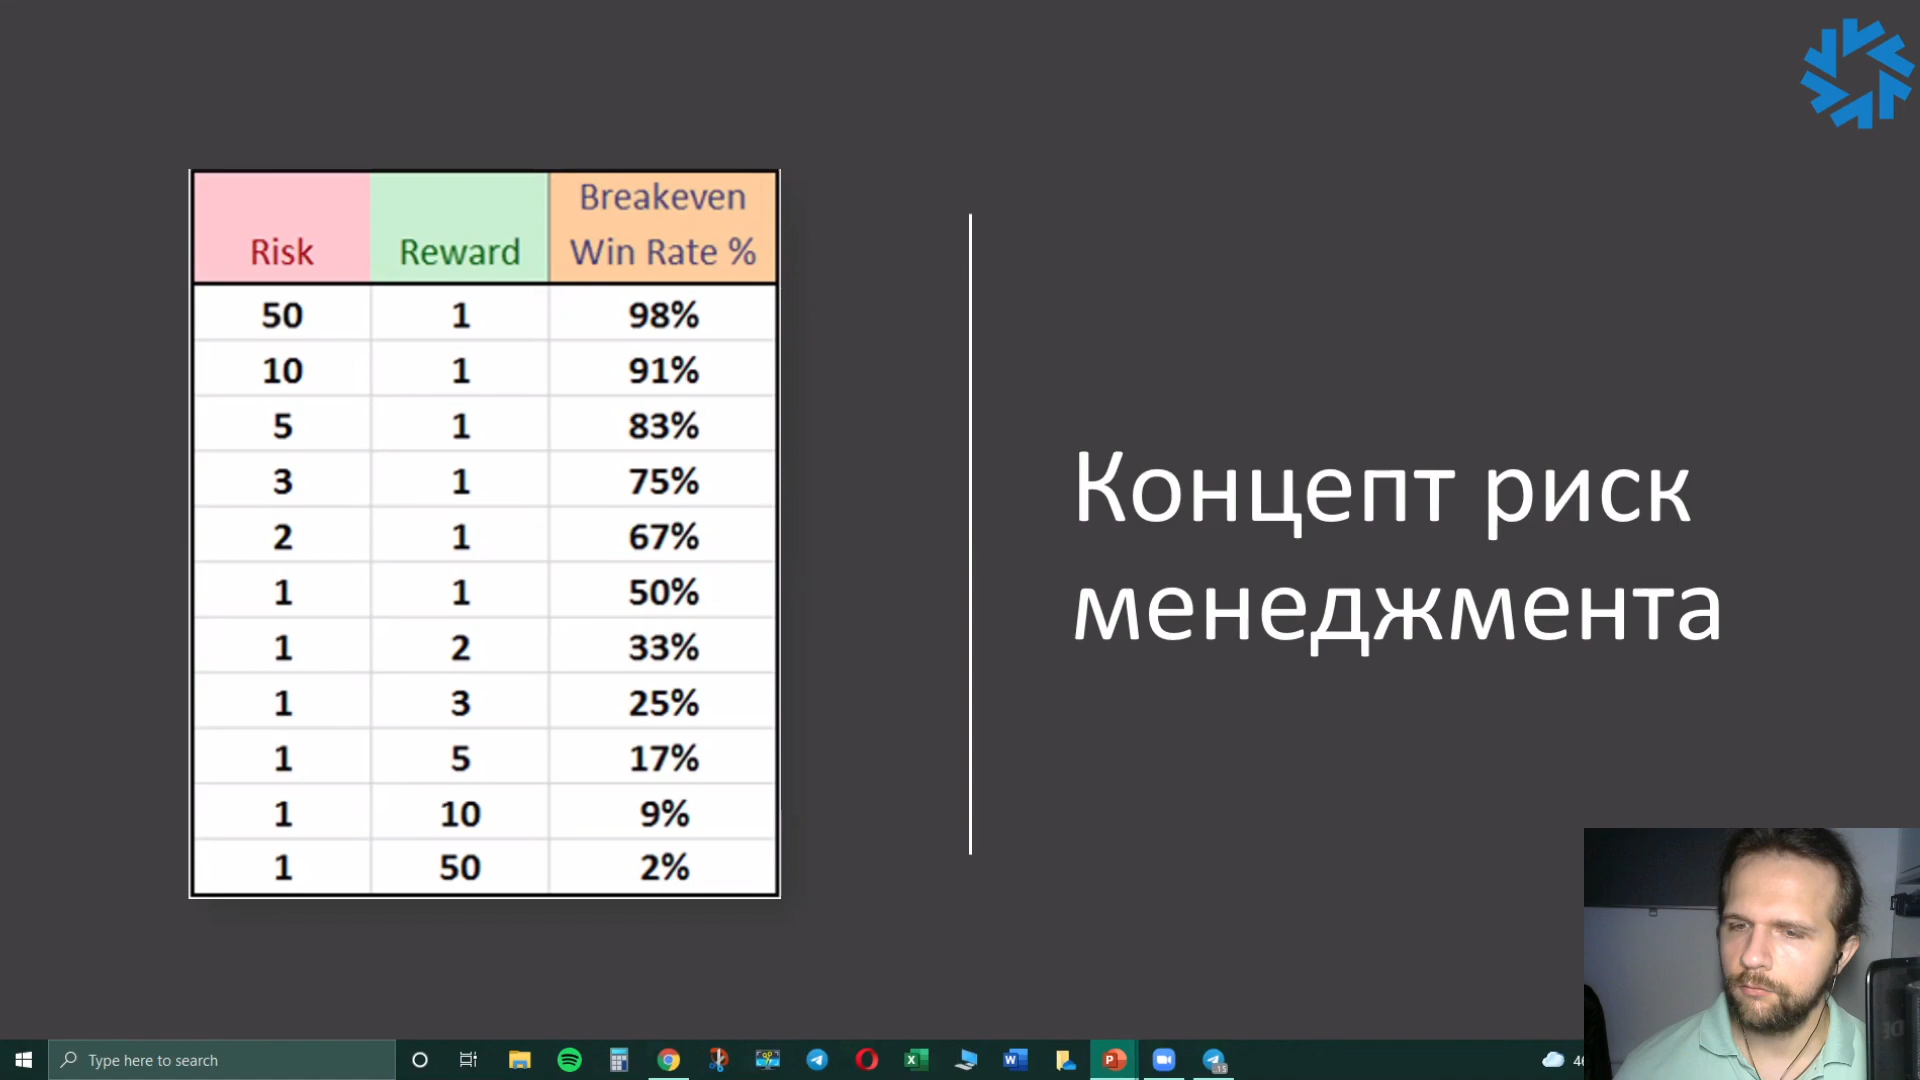 Breakeven
Risk Reward Win Rate %
50 1 98%
10 1 91%
5 1 83%
3 1 75%
2 1 67%
1 1 50%
1 2 33%
1 3 25%
1 5 17%
1 10 9%
1 50 2%
Концепт риск
менеджмента
Type here to search
15